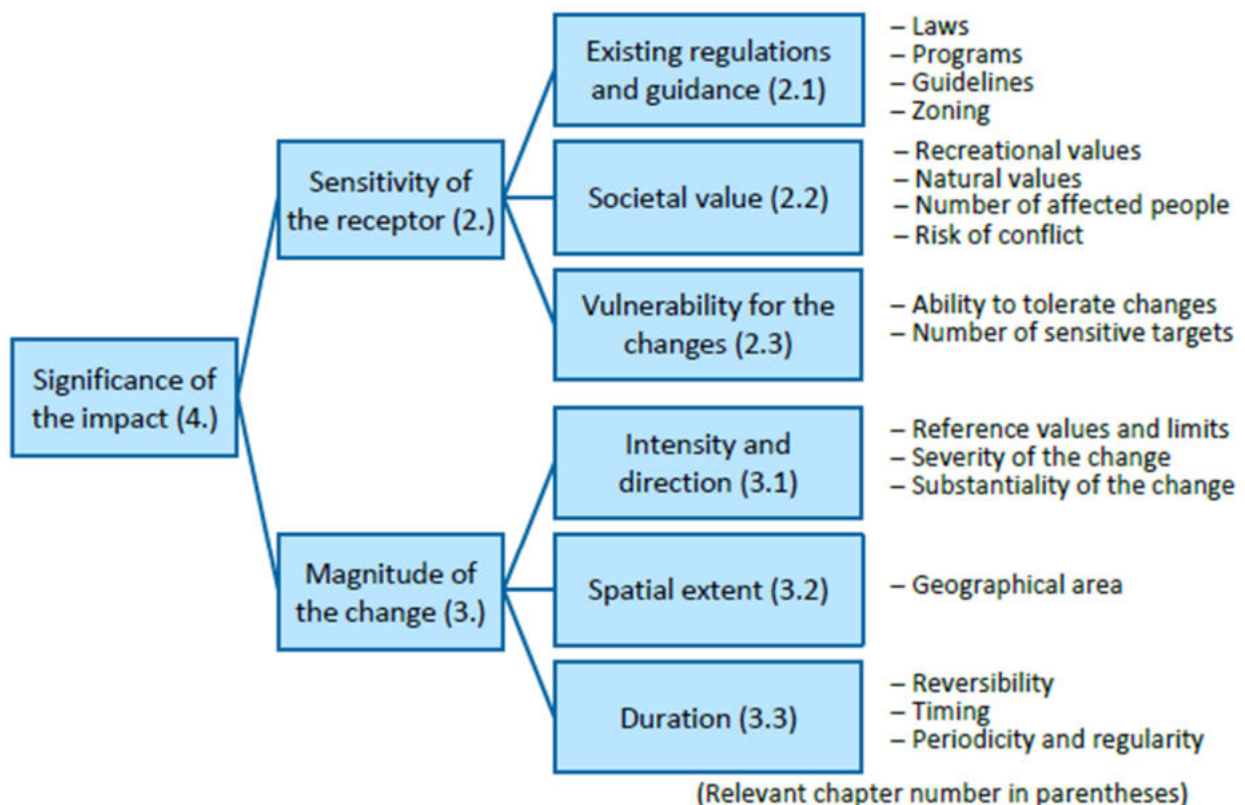 Significance of
the impact (4.)
Sensitivity of
the receptor (2.)
Magnitude of
the change (3.)
Existing regulations
and guidance (2.1)
– Laws
– Programs
– Guidelines
– Zoning
Societal value (2.2)
– Recreational values
– Natural values
– Number of affected people
– Risk of conflict
Vulnerability for the
changes (2.3)
– Ability to tolerate changes
– Number of sensitive targets
Intensity and
direction (3.1)
– Reference values and limits
– Severity of the change
– Substantiality of the change
Spatial extent (3.2)
– Geographical area
Duration (3.3)
– Reversibility
– Timing
– Periodicity and regularity
(Relevant chapter number in parentheses)